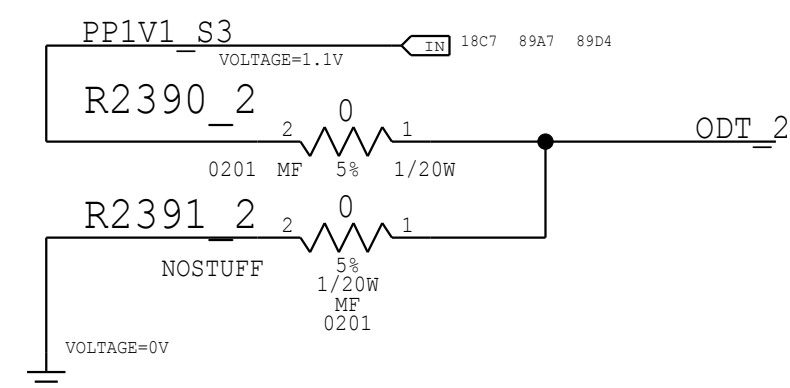 PP1V1_S3
VOLTAGE=1.1V
IN 18C7 89A7 89D4
R2390_2
0
2 1
ODT_2
0201 MF 5% 1/20W
R2391_2
0
2 1
NOSTUFF
5%
1/20W
MF
0201
VOLTAGE=0V